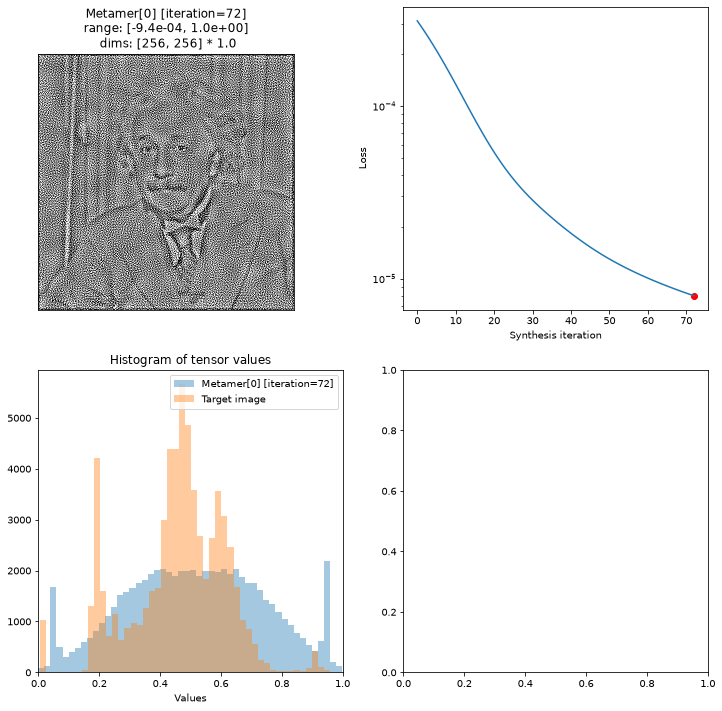 Metamer[0] [iteration=72]
range: [-9.4e-04, 1.0e+00]
dims: [256, 256] * 1.0
10⁻⁴
10⁻⁵
Loss
0 10 20 30 40 50 60 70
Synthesis iteration
Histogram of tensor values
Metamer[0] [iteration=72]
Target image
5000
4000
3000
2000
1000
0
0.0 0.2 0.4 0.6 0.8 1.0
Values
1.0
0.8
0.6
0.4
0.2
0.0
0.0 0.2 0.4 0.6 0.8 1.0